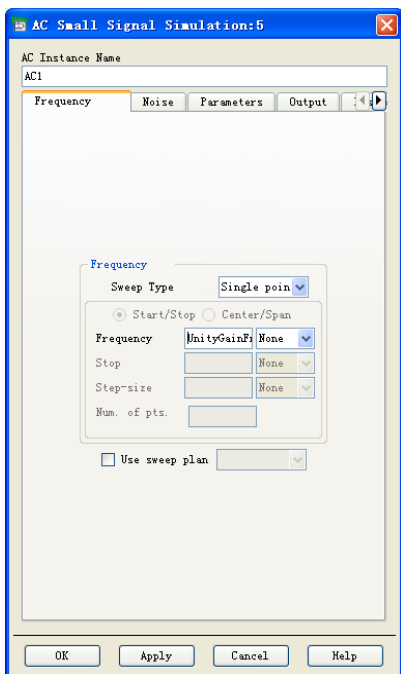 AC Small Signal Simulation:5
AC Instance Name
AC1
Frequency Noise Parameters Output
Frequency
Sweep Type Single poin
Start/Stop Center/Span
Frequency UnityGainF None
Stop None
Step-size None
Num. of pts.
Use sweep plan
OK Apply Cancel Help